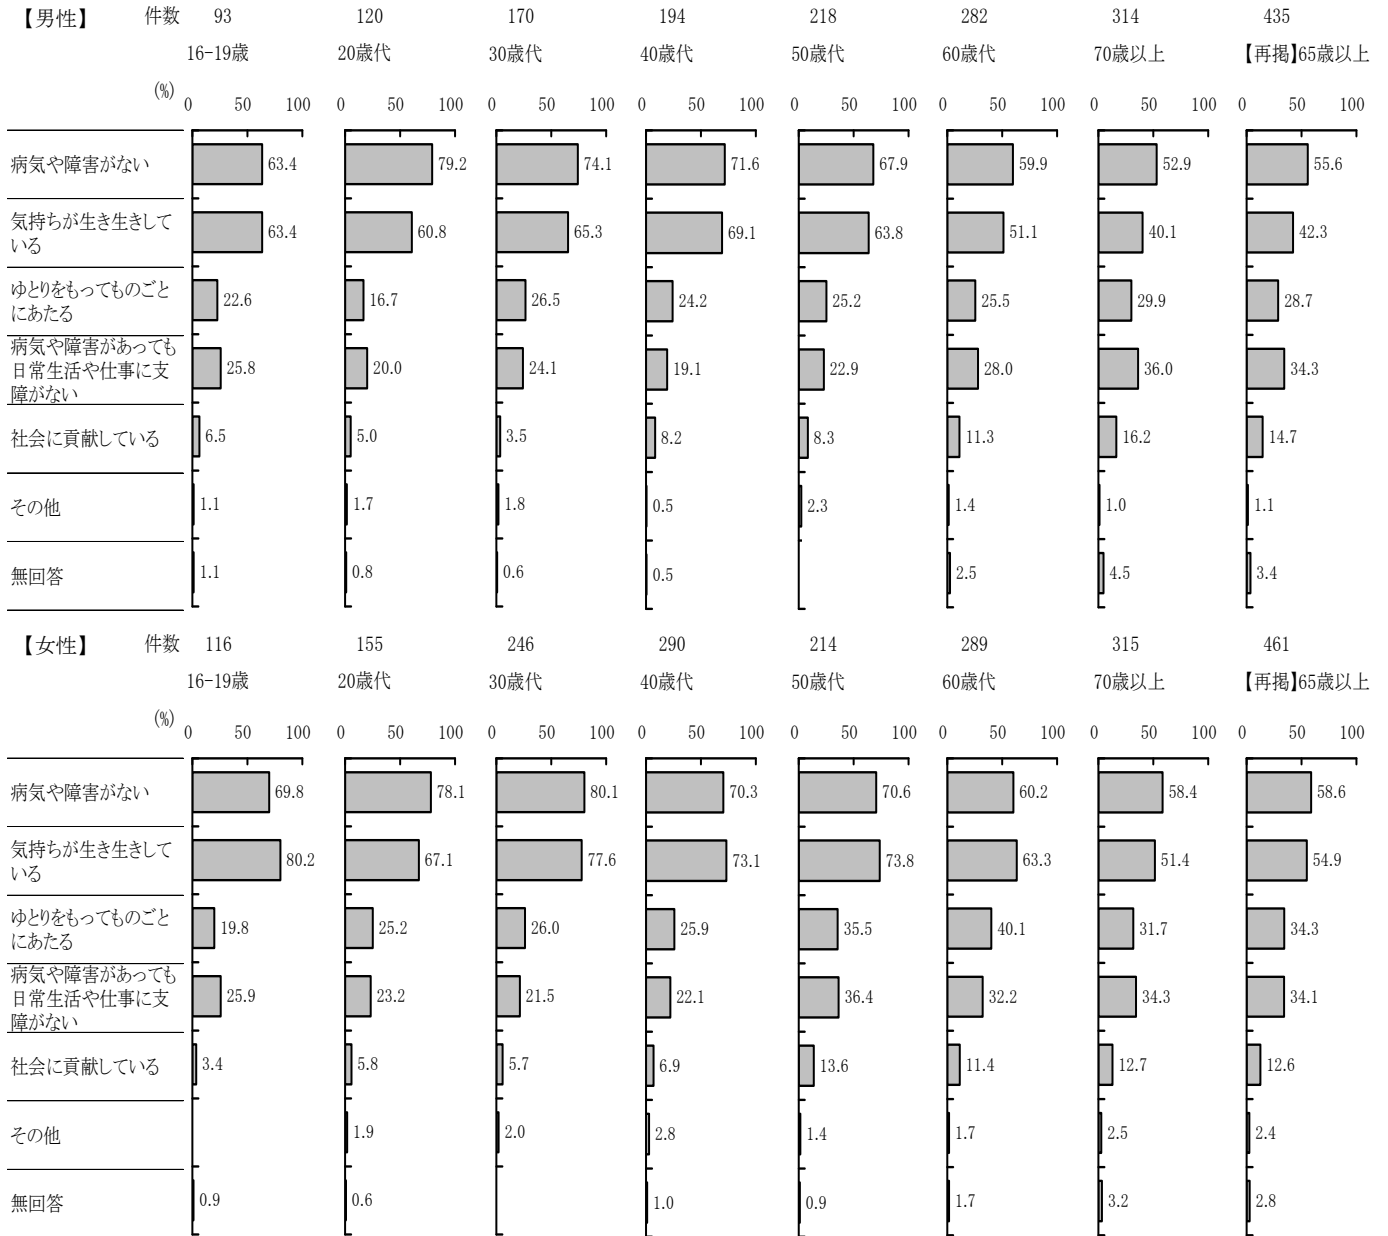 【男性】 件数 93 120 170 194 218 282 314 435
16-19歳 20歳代 30歳代 40歳代 50歳代 60歳代 70歳以上 【再掲】65歳以上
(%)
0 50 100 0 50 100 0 50 100 0 50 100 0 50 100 0 50 100 0 50 100 0 50 100
病気や障害がない 63.4 79.2 74.1 71.6 67.9 59.9 52.9 55.6
気持ちが生き生きして
いる 63.4 60.8 65.3 69.1 63.8 51.1 40.1 42.3
ゆとりをもってものごと
にあたる 22.6 16.7 26.5 24.2 25.2 25.5 29.9 28.7
病気や障害があっても
日常生活や仕事に支 25.8 20.0 24.1 19.1 22.9 28.0 36.0 34.3
障がない
社会に貢献している 6.5 5.0 3.5 8.2 8.3 11.3 16.2 14.7
その他 1.1 1.7 1.8 0.5 2.3 1.4 1.0 1.1
無回答 1.1 0.8 0.6 0.5 2.5 4.5 3.4
【女性】 件数 116 155 246 290 214 289 315 461
16-19歳 20歳代 30歳代 40歳代 50歳代 60歳代 70歳以上 【再掲】65歳以上
(%)
0 50 100 0 50 100 0 50 100 0 50 100 0 50 100 0 50 100 0 50 100 0 50 100
病気や障害がない 69.8 78.1 80.1 70.3 70.6 60.2 58.4 58.6
気持ちが生き生きして
いる 80.2 67.1 77.6 73.1 73.8 63.3 51.4 54.9
ゆとりをもってものごと
にあたる 19.8 25.2 26.0 25.9 35.5 40.1 31.7 34.3
病気や障害があっても
日常生活や仕事に支 25.9 23.2 21.5 22.1 36.4 32.2 34.3 34.1
障がない
社会に貢献している 3.4 5.8 5.7 6.9 13.6 11.4 12.7 12.6
その他 1.9 2.0 2.8 1.4 1.7 2.5 2.4
無回答 0.9 0.6 1.0 0.9 1.7 3.2 2.8